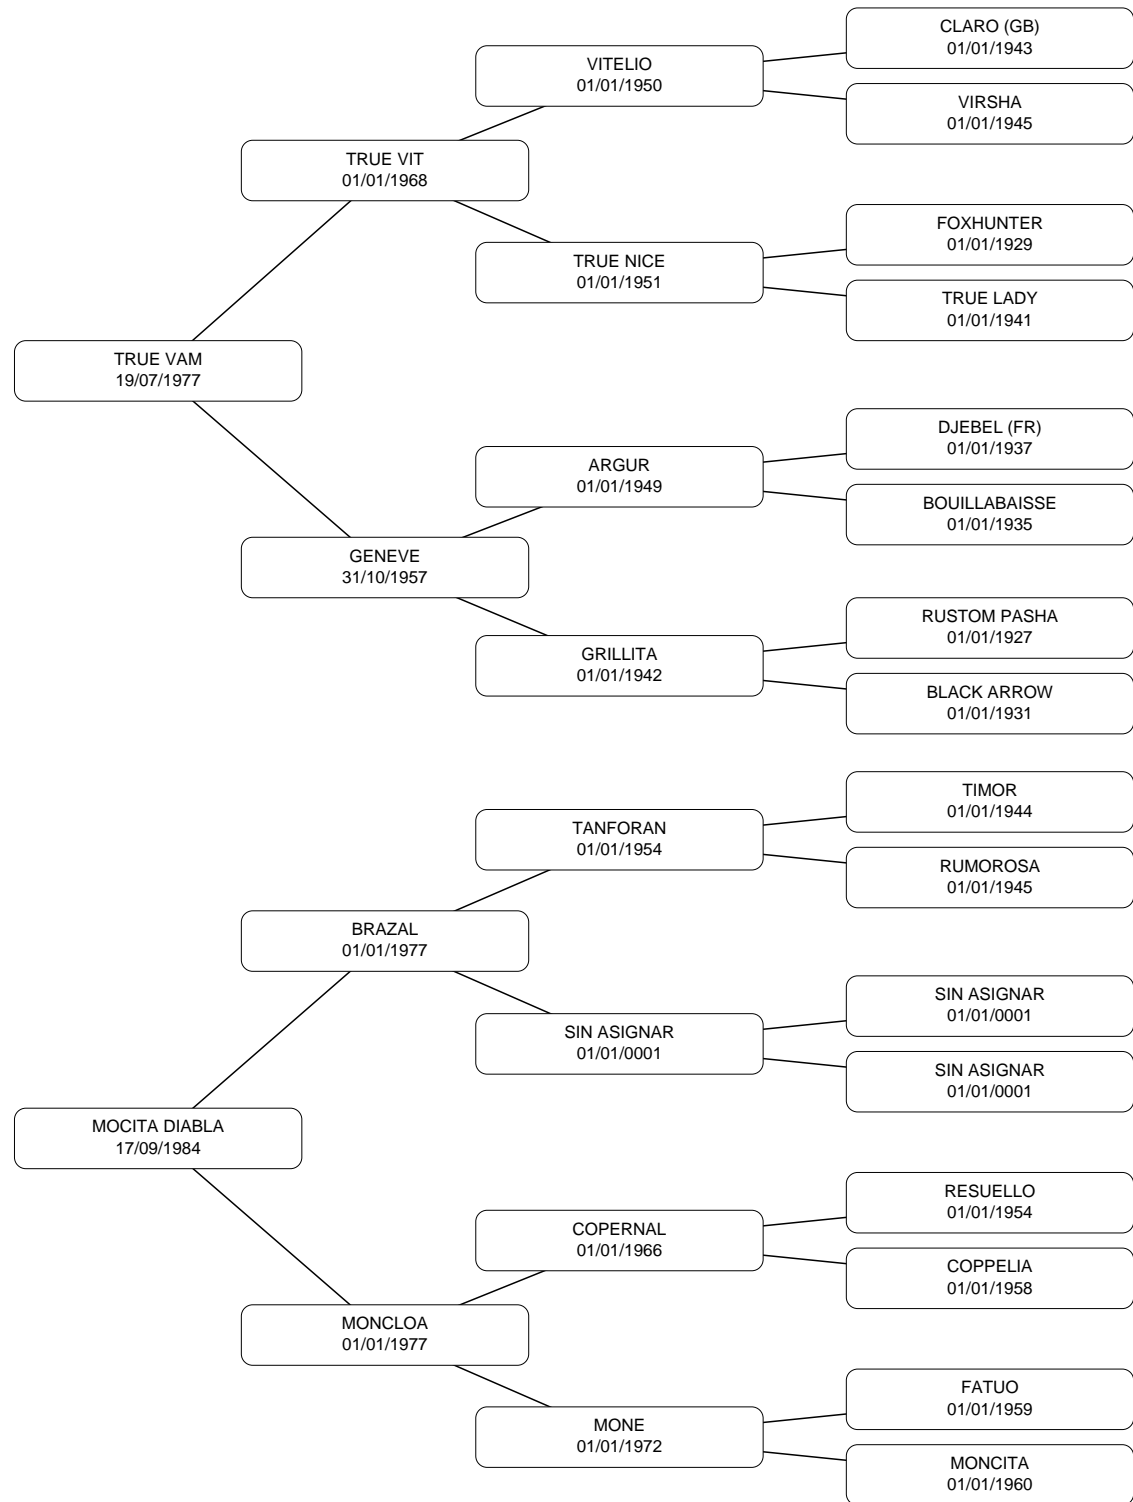 CLARO (GB)
01/01/1943
VITELIO
01/01/1950
VIRSHA
01/01/1945
TRUE VIT
01/01/1968
FOXHUNTER
01/01/1929
TRUE NICE
01/01/1951
TRUE LADY
01/01/1941
TRUE VAM
19/07/1977
DJEBEL (FR)
01/01/1937
ARGUR
01/01/1949
BOUILLABAISSE
01/01/1935
GENEVE
31/10/1957
RUSTOM PASHA
01/01/1927
GRILLITA
01/01/1942
BLACK ARROW
01/01/1931
TIMOR
01/01/1944
TANFORAN
01/01/1954
RUMOROSA
01/01/1945
BRAZAL
01/01/1977
SIN ASIGNAR
01/01/0001
SIN ASIGNAR
01/01/0001
SIN ASIGNAR
01/01/0001
MOCITA DIABLA
17/09/1984
RESUELLO
01/01/1954
COPERNAL
01/01/1966
COPPELIA
01/01/1958
MONCLOA
01/01/1977
FATUO
01/01/1959
MONE
01/01/1972
MONCITA
01/01/1960